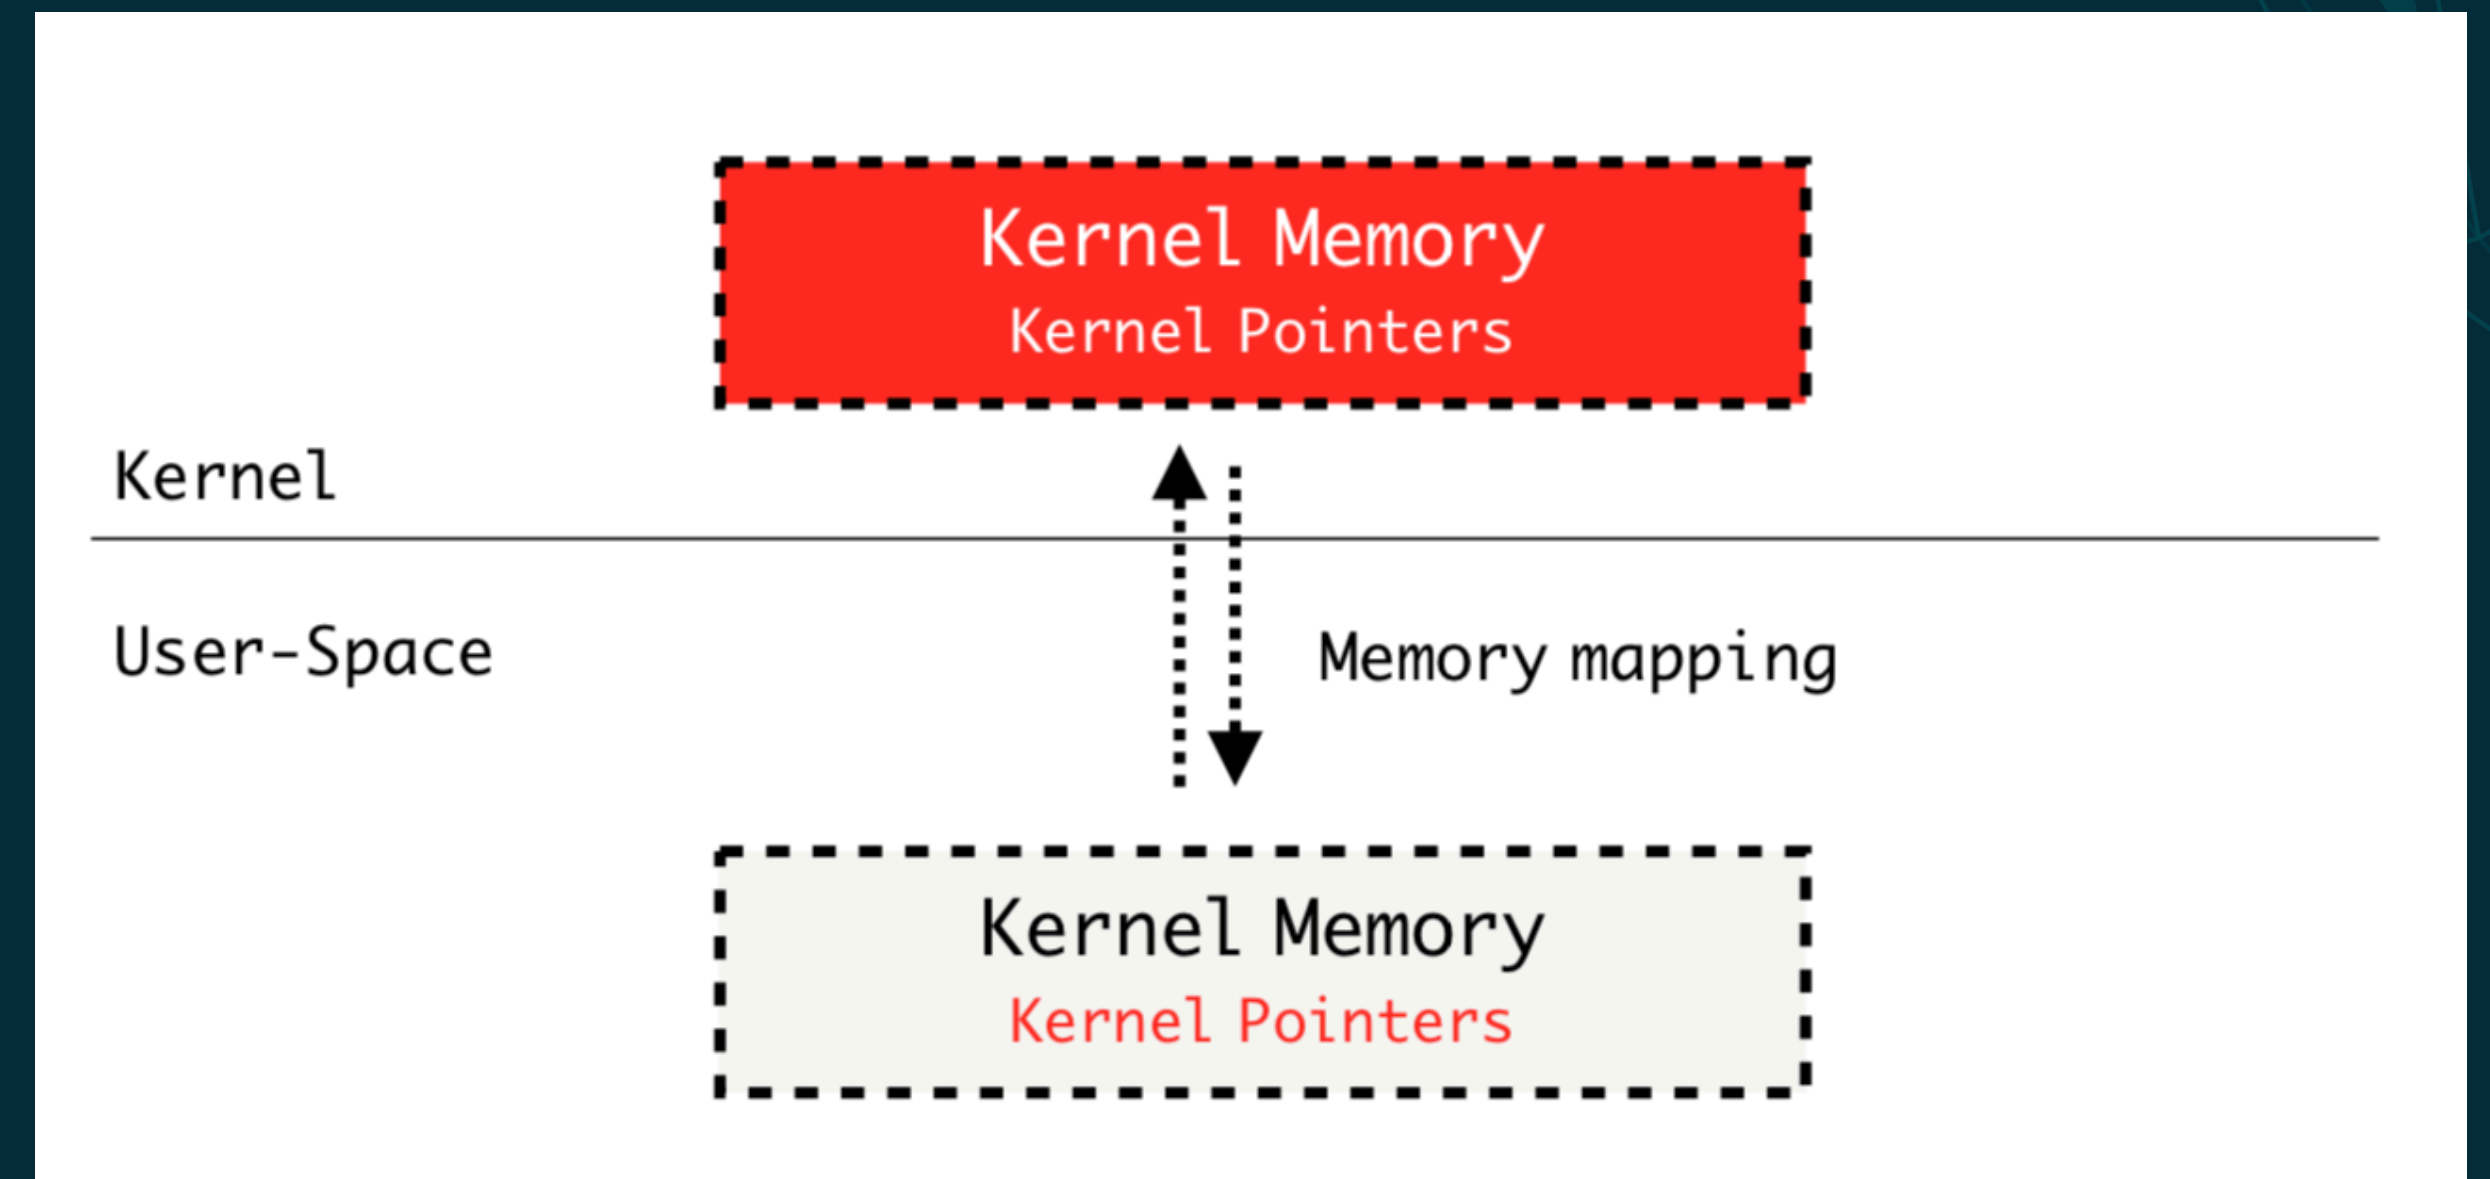 Kernel Memory
Kernel Pointers
Kernel
User-Space
Memory mapping
Kernel Memory
Kernel Pointers